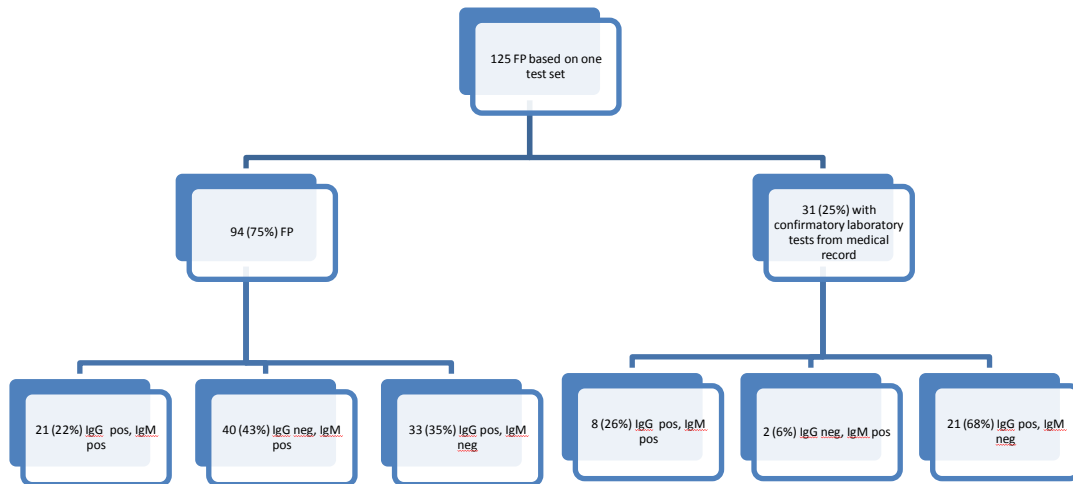 125 FP based on one
test set
94 (75%) FP
31 (25%) with
confirmatory laboratory
tests from medical
record
21 (22%) IgG  pos, IgM
pos
40 (43%) IgG neg, IgM
pos
33 (35%) IgG pos, IgM
neg
8 (26%) IgG  pos, IgM
pos
2 (6%) IgG neg, IgM pos
21 (68%) IgG pos, IgM
neg